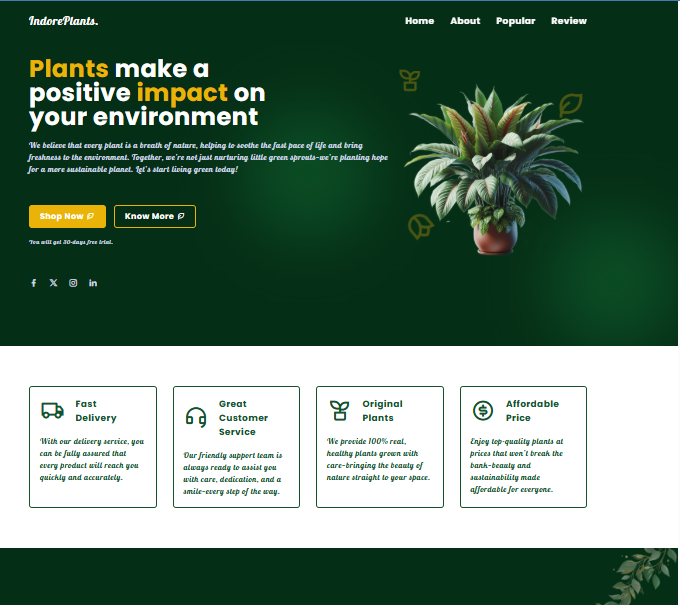 IndorePlants.
Home About Popular Review
Plants make a
positive impact on
your environment
We believe that every plant is a breath of nature, helping to soothe the fast pace of life and bring
freshness to the environment. Together, we're not just nurturing little green sprouts-we're planting hope
for a more sustainable planet. Let's start living green today!
Shop Now Know More
You will get 30-days free trial.
Fast
Delivery
With our delivery service, you
can be fully assured that
every product will reach you
quickly and accurately.
Great
Customer
Service
Our friendly support team is
always ready to assist you
with care, dedication, and a
smile-every step of the way.
Original
Plants
We provide 100% real,
healthy plants grown with
care-bringing the beauty of
nature straight to your space.
Affordable
Price
Enjoy top-quality plants at
prices that won't break the
bank-beauty and
sustainability made
affordable for everyone.